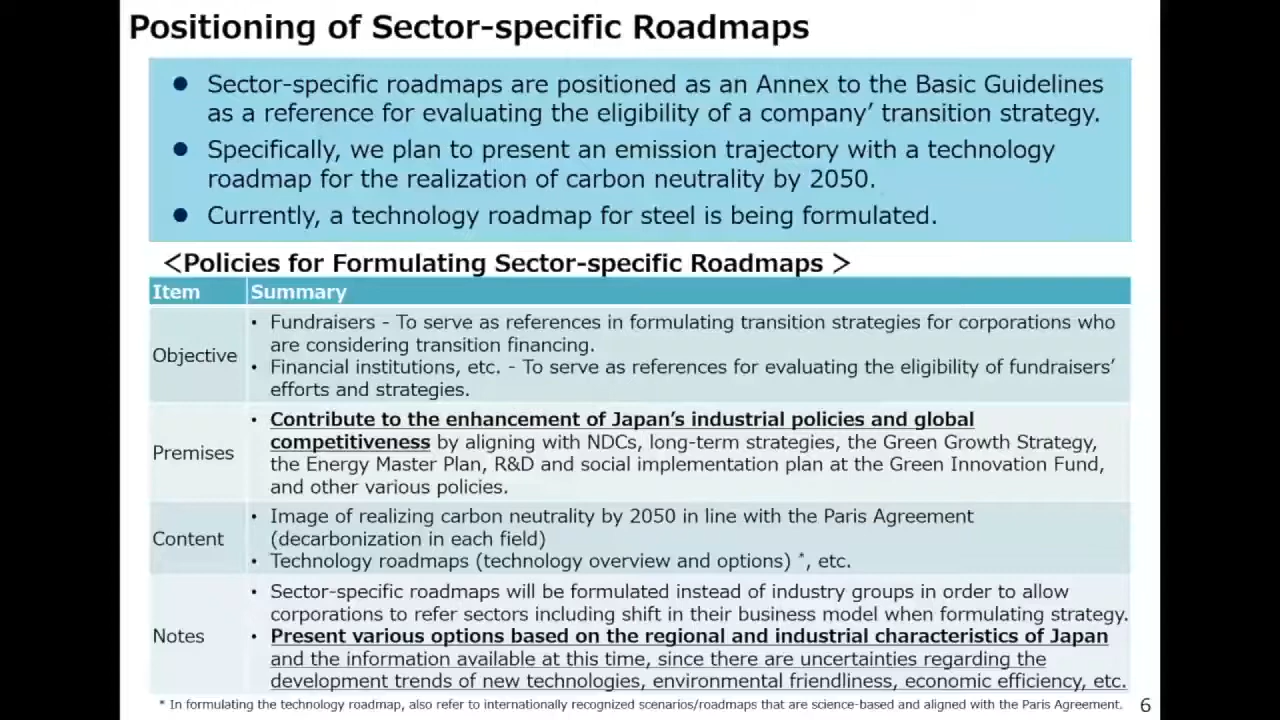 Positioning of Sector-specific Roadmaps
● Sector-specific roadmaps are positioned as an Annex to the Basic Guidelines
as a reference for evaluating the eligibility of a company’ transition strategy.
● Specifically, we plan to present an emission trajectory with a technology
roadmap for the realization of carbon neutrality by 2050.
● Currently, a technology roadmap for steel is being formulated.
＜Policies for Formulating Sector-specific Roadmaps ＞
Item Summary
Objective
• Fundraisers - To serve as references in formulating transition strategies for corporations who
are considering transition financing.
• Financial institutions, etc. - To serve as references for evaluating the eligibility of fundraisers’
efforts and strategies.
Premises
• Contribute to the enhancement of Japan’s industrial policies and global
competitiveness by aligning with NDCs, long-term strategies, the Green Growth Strategy,
the Energy Master Plan, R&D and social implementation plan at the Green Innovation Fund,
and other various policies.
Content
• Image of realizing carbon neutrality by 2050 in line with the Paris Agreement
(decarbonization in each field)
• Technology roadmaps (technology overview and options) *, etc.
Notes
• Sector-specific roadmaps will be formulated instead of industry groups in order to allow
corporations to refer sectors including shift in their business model when formulating strategy.
• Present various options based on the regional and industrial characteristics of Japan
and the information available at this time, since there are uncertainties regarding the
development trends of new technologies, environmental friendliness, economic efficiency, etc.
* In formulating the technology roadmap, also refer to internationally recognized scenarios/roadmaps that are science-based and aligned with the Paris Agreement.
6